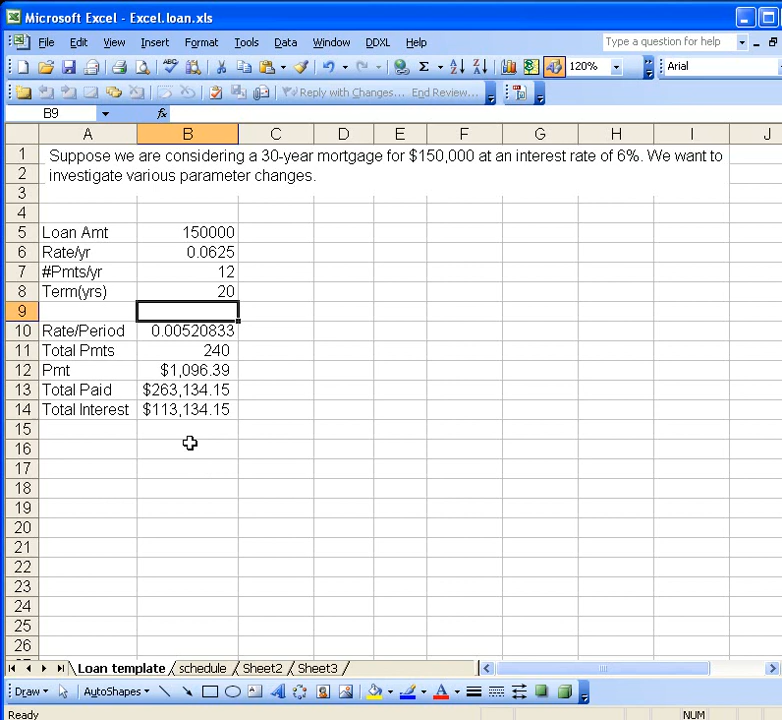 Microsoft Excel - Excel.loan.xls
File Edit View Insert Format Tools Data Window DDXL Help Type a question for help
120% Arial
Reply with Changes... End Review...
B9 fx
A B C D E F G H I J
1 Suppose we are considering a 30-year mortgage for $150,000 at an interest rate of 6%. We want to
2 investigate various parameter changes.
3
4
5 Loan Amt 150000
6 Rate/yr 0.0625
7 #Pmts/yr 12
8 Term(yrs) 20
9
10 Rate/Period 0.00520833
11 Total Pmts 240
12 Pmt $1,096.39
13 Total Paid $263,134.15
14 Total Interest $113,134.15
15
16
17
18
19
20
21
22
23
24
25
26
Loan template schedule Sheet2 Sheet3
Draw AutoShapes
Ready NUM